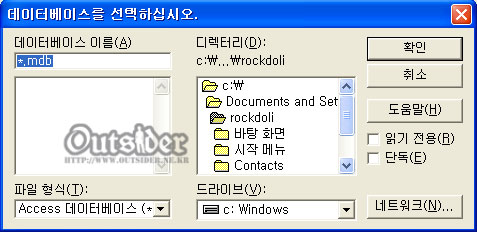 데이터베이스를 선택하십시오.
데이터베이스 이름(A)
*.mdb
디렉터리(D):
c:₩...₩rockdoli
c:₩
Documents and Set
rockdoli
바탕 화면
시작 메뉴
Contacts
확인
취소
도움말(H)
읽기 전용(R)
단독(E)
Outsider
HTTP://WWW.OUTSIDER.NE.KR
파일 형식(T):
Access 데이터베이스 (*
드라이브(V):
c: Windows
네트워크(N)...